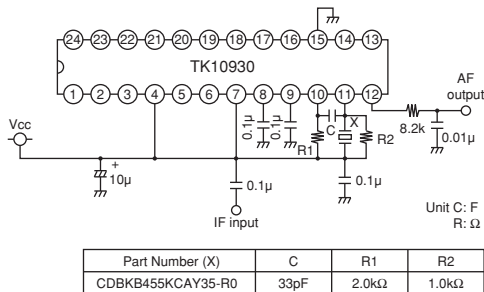 24 23 22 21 20 19 18 17 16 15 14 13
TK10930
1 2 3 4 5 6 7 8 9 10 11 12
AF
output
Vcc
0.1μ
0.1μ
C
X
R1
R2
8.2k
0.01μ
+
10μ
0.1μ
0.1μ
IF input
Unit C: F
R: Ω
Part Number (X) C R1 R2
CDBKB455KCAY35-R0 33pF 2.0kΩ 1.0kΩ